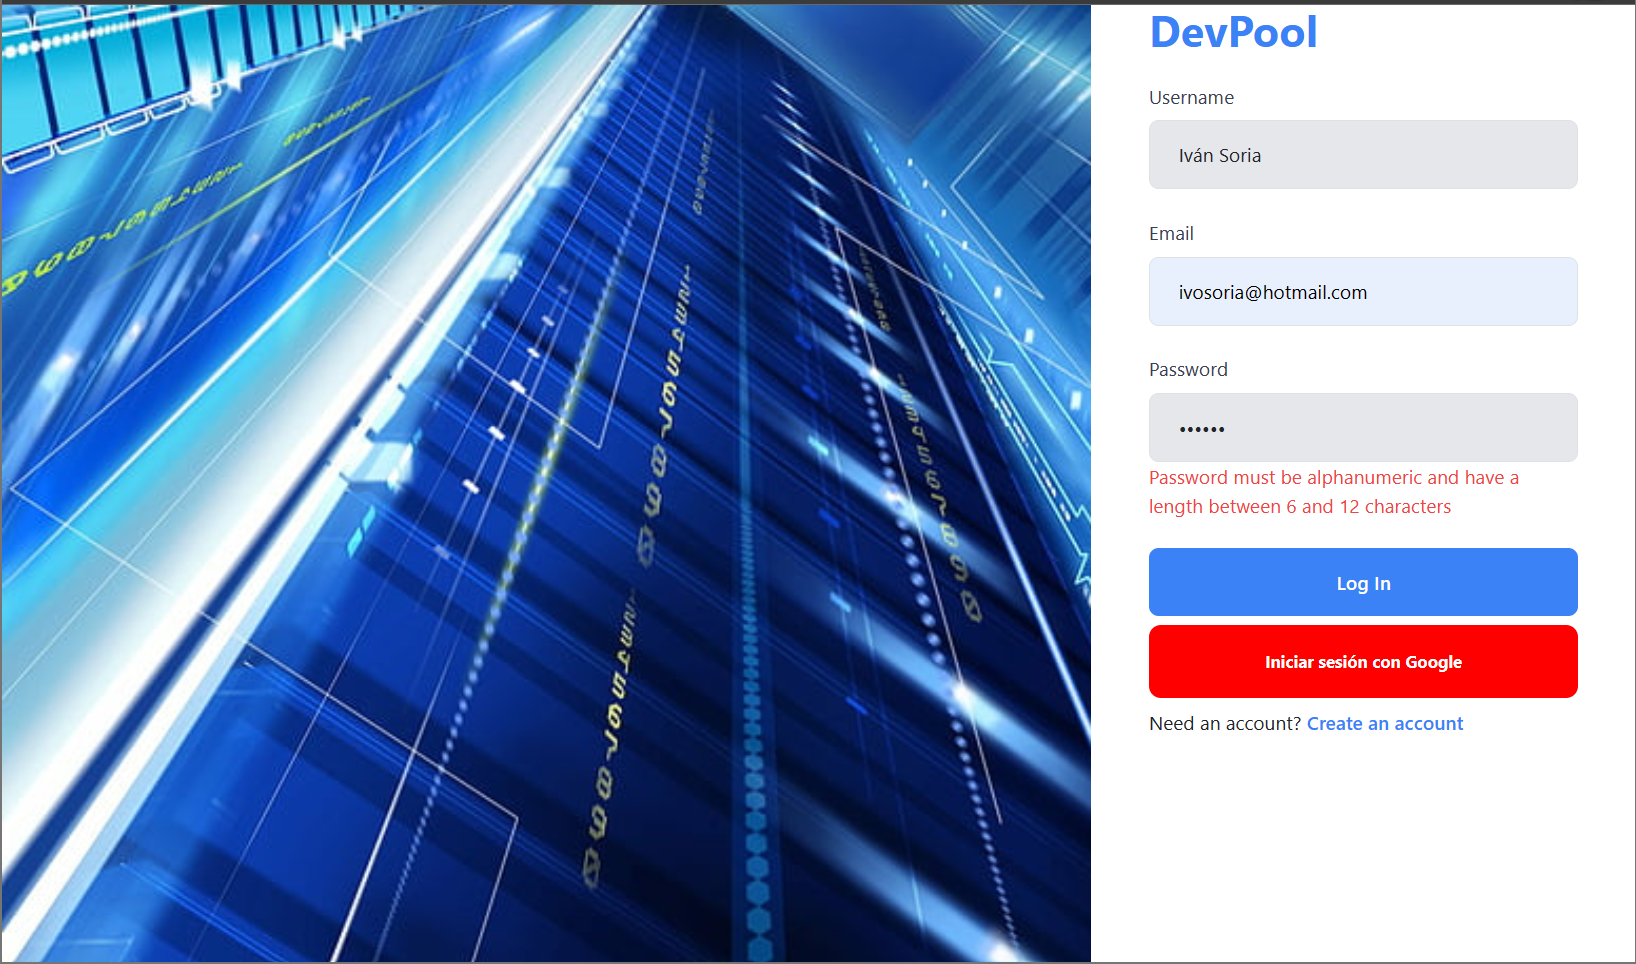 DevPool
Username
Iván Soria
Email
ivosoria@hotmail.com
Password
••••••
Password must be alphanumeric and have a
length between 6 and 12 characters
Log In
Iniciar sesión con Google
Need an account? Create an account